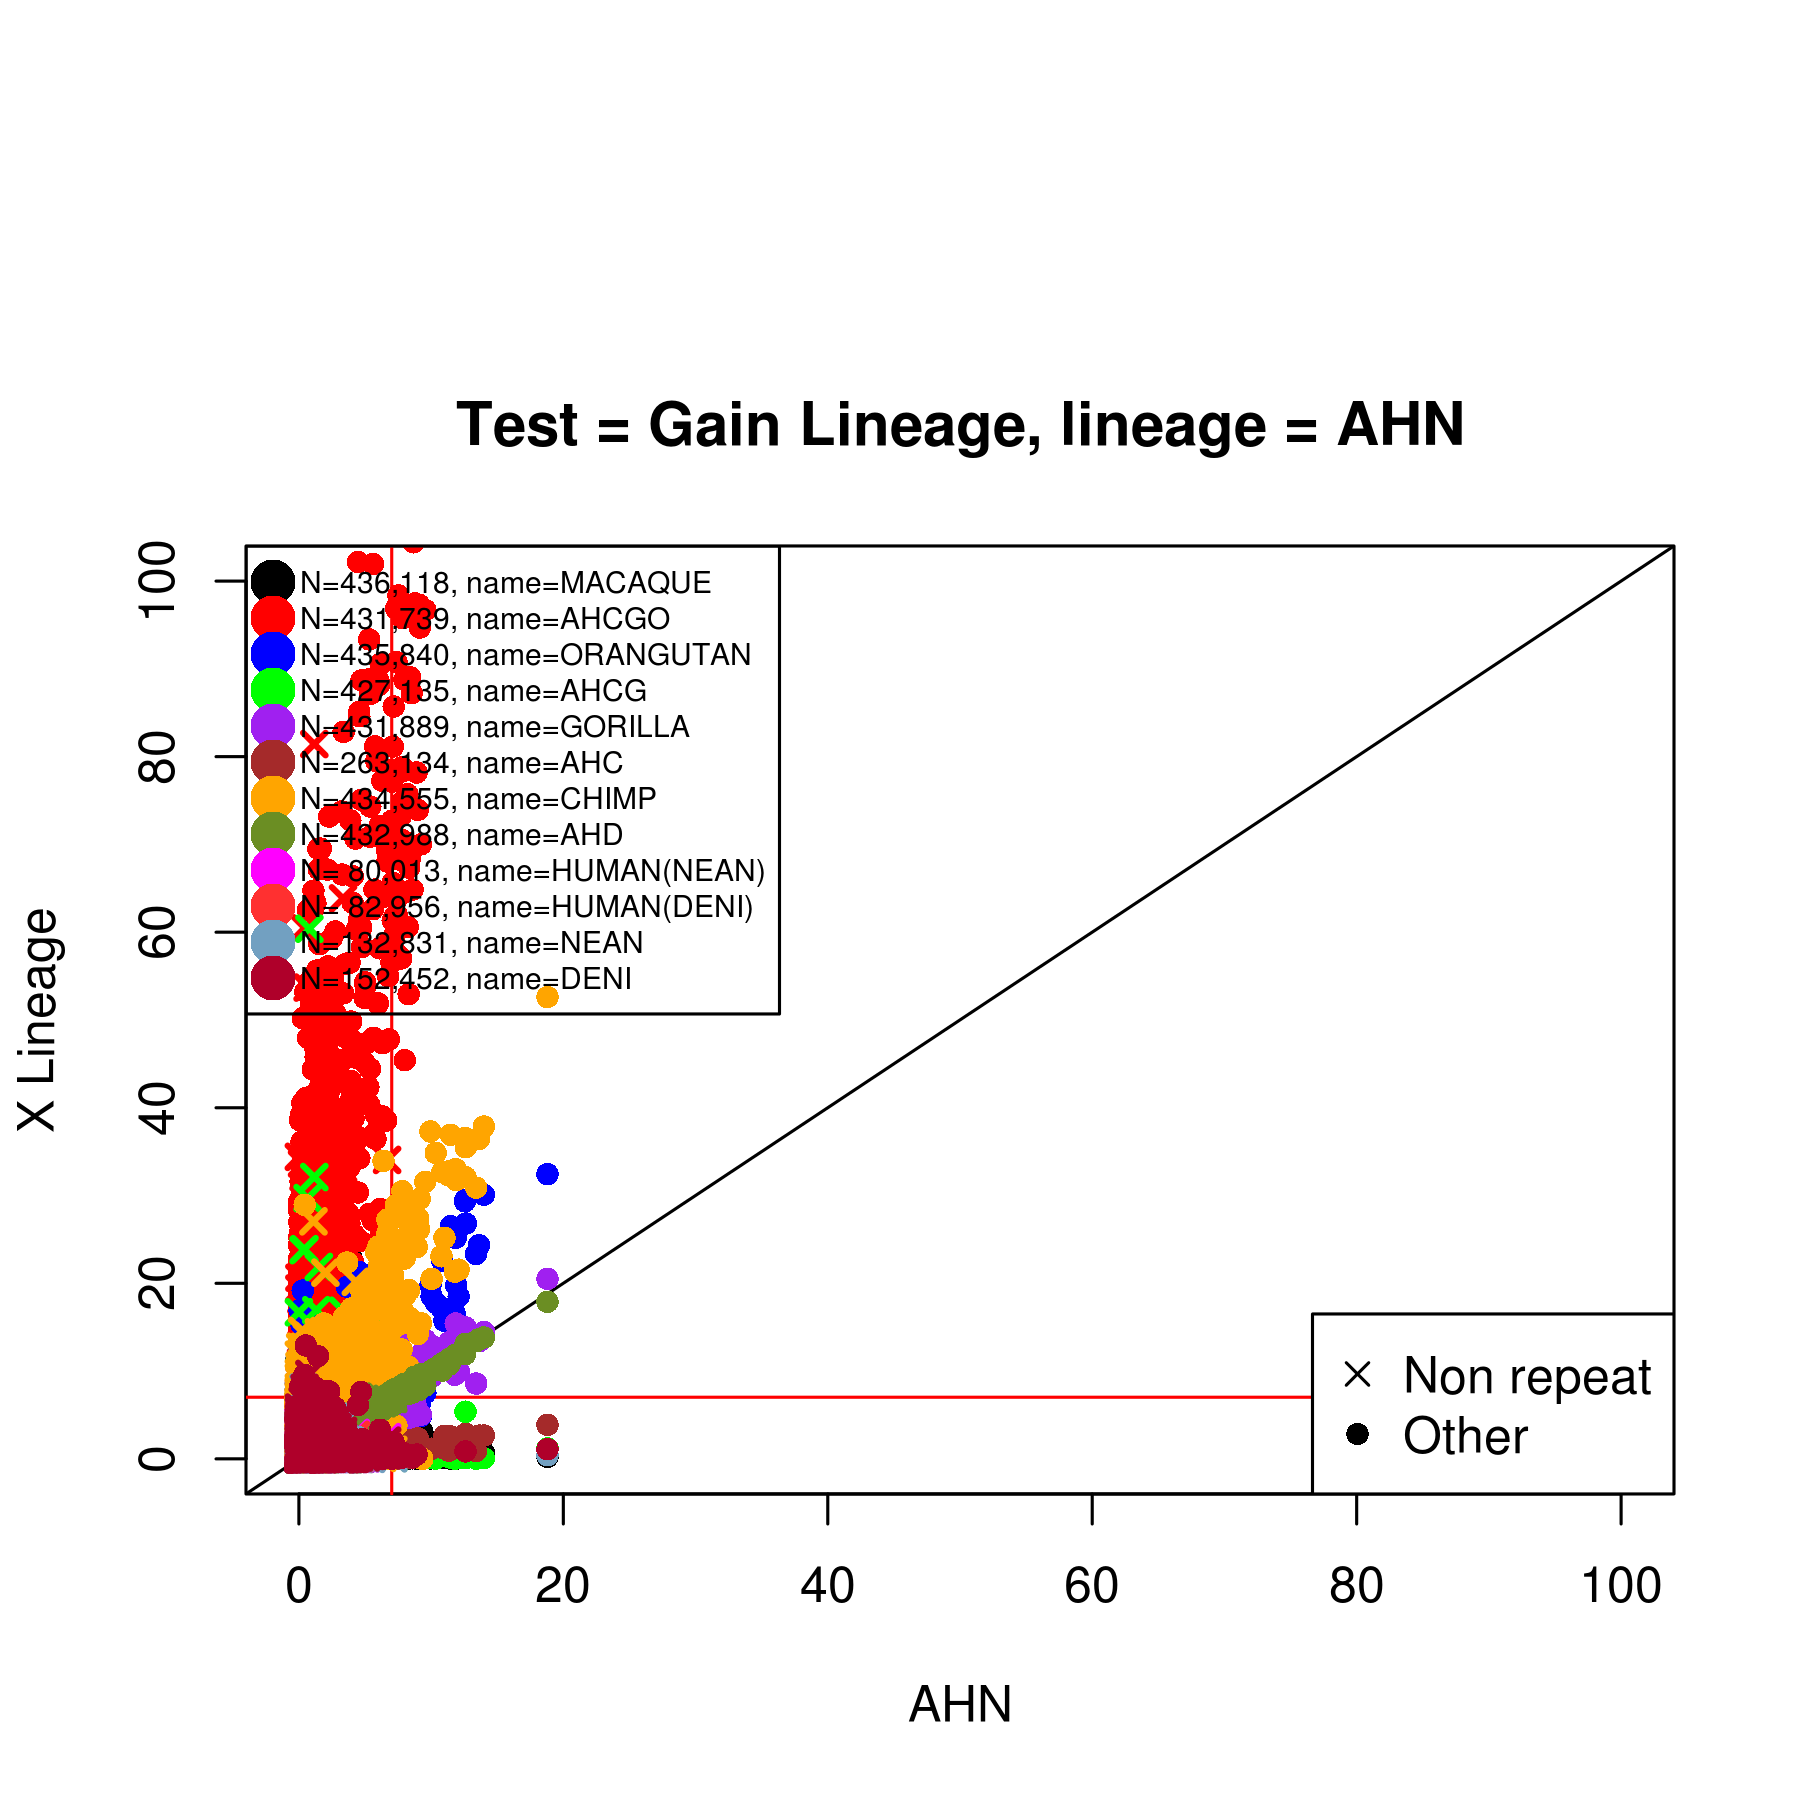 Test = Gain Lineage, lineage = AHN
X Lineage
100
80
60
40
20
0
N=436,118, name=MACAQUE
N=431,739, name=AHCGO
N=435,840, name=ORANGUTAN
N=427,135, name=AHCG
N=431,889, name=GORILLA
N=263,134, name=AHC
N=434,555, name=CHIMP
N=432,988, name=AHD
N= 80,013, name=HUMAN(NEAN)
N= 82,956, name=HUMAN(DENI)
N=132,831, name=NEAN
N=152,452, name=DENI
Non repeat
Other
0 20 40 60 80 100
AHN